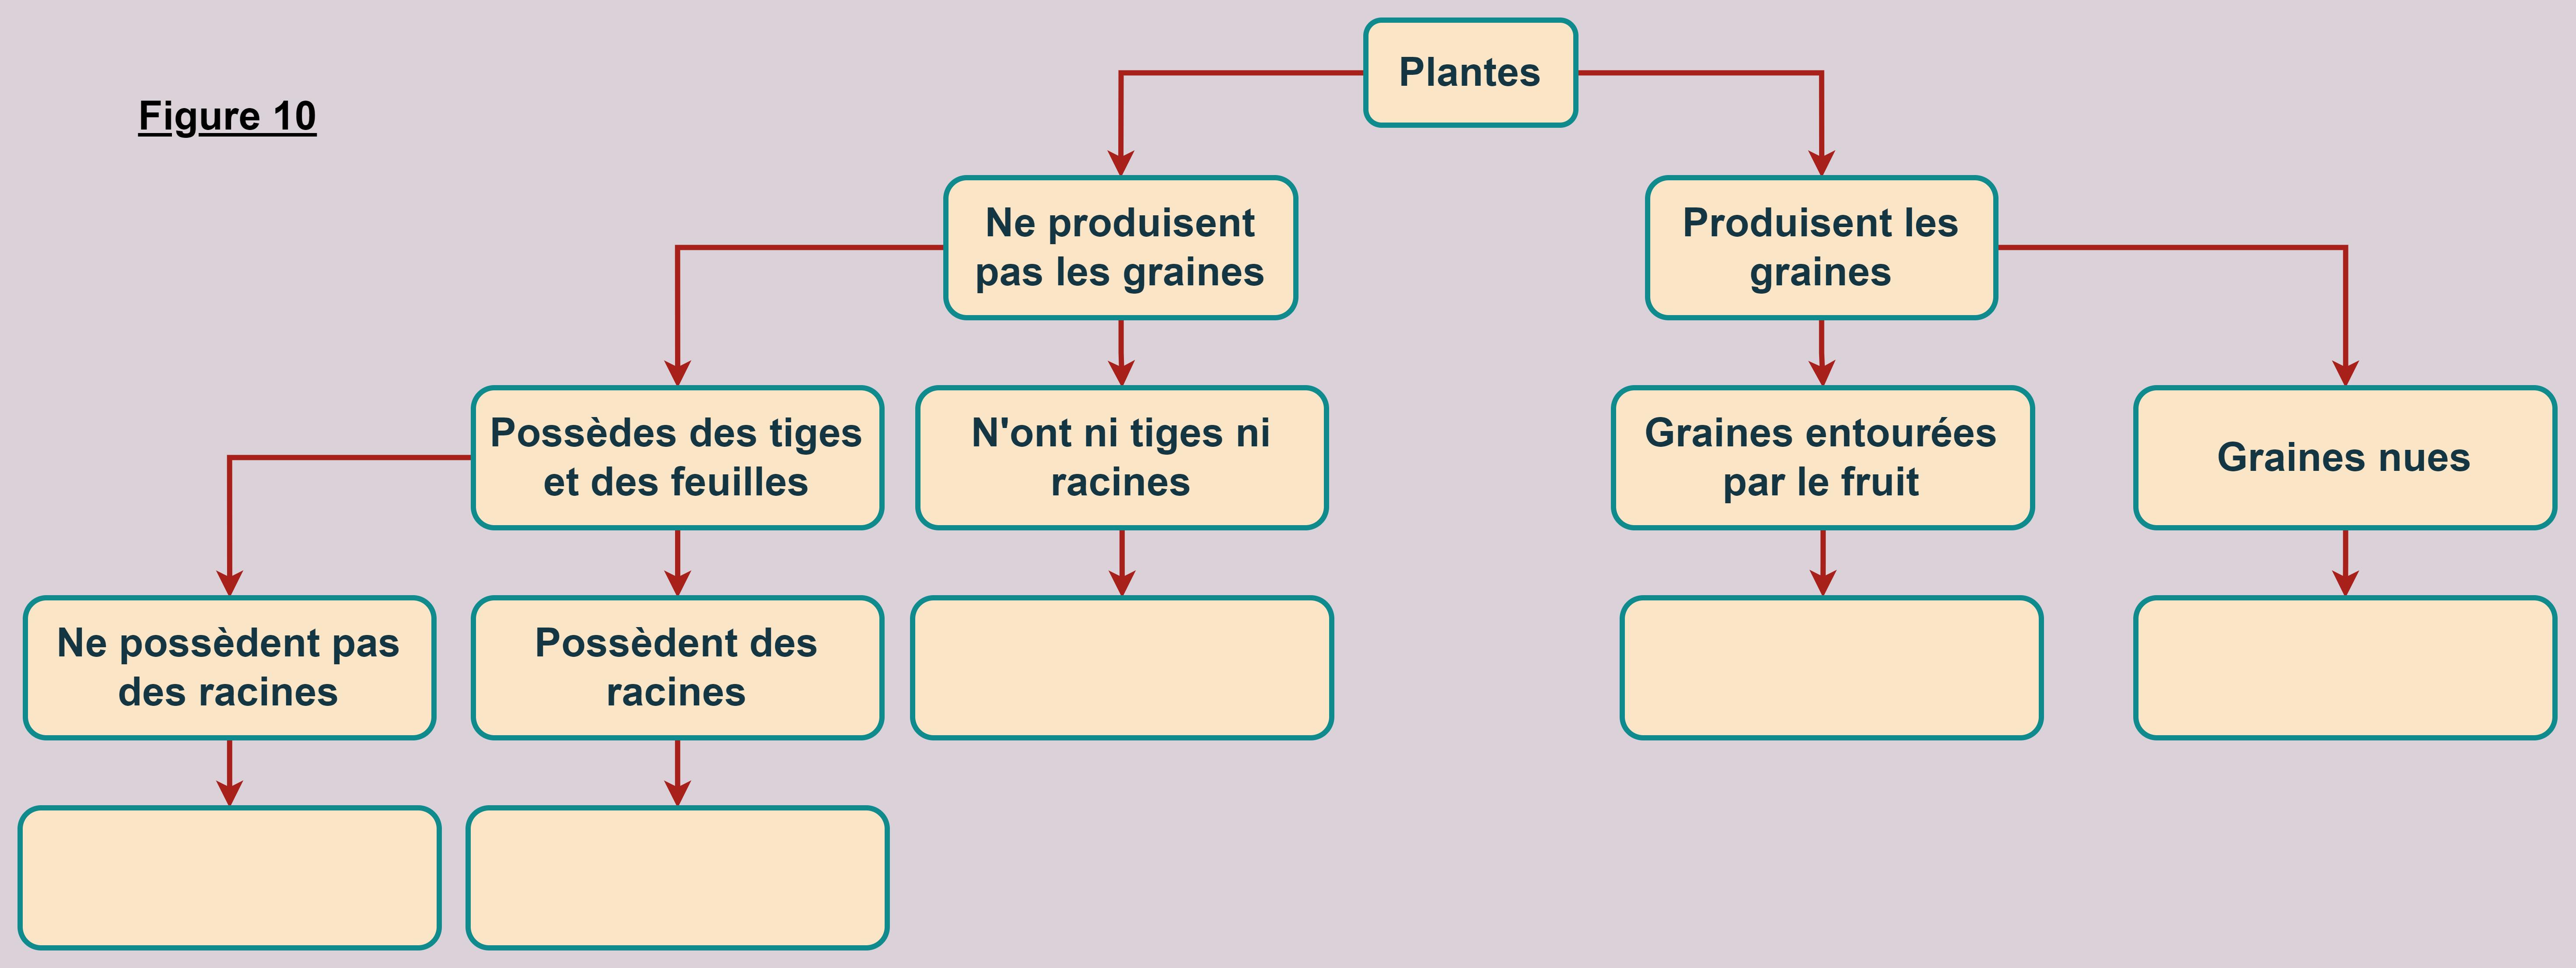 Plantes
Figure 10
Ne produisent
pas les graines
Produisent les
graines
Possèdes des tiges
et des feuilles
N'ont ni tiges ni
racines
Graines entourées
par le fruit
Graines nues
Ne possèdent pas
des racines
Possèdent des
racines